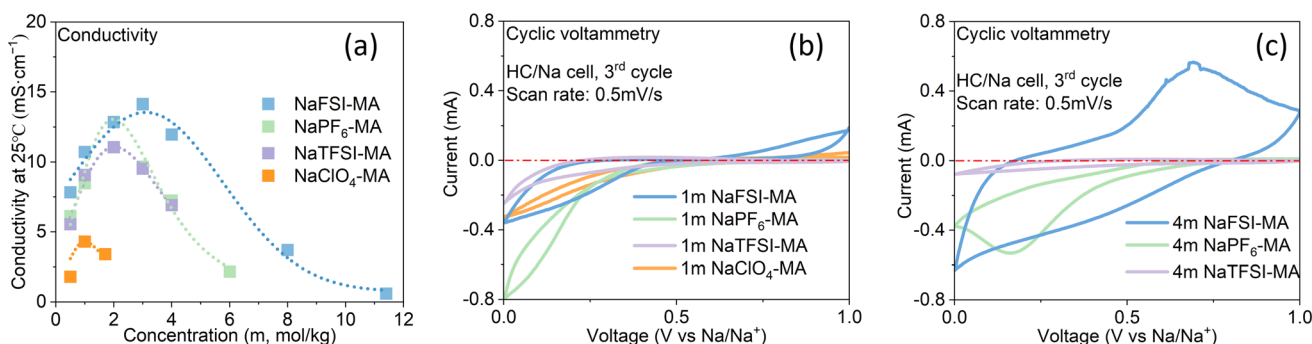 Conductivity
(a)
NaFSI-MA
NaPF₆-MA
NaTFSI-MA
NaClO₄-MA
Conductivity at 25℃ (mS·cm⁻¹)
20
15
10
5
0
0 2 4 6 8 10 12
Concentration (m, mol/kg)
Cyclic voltammetry
(b)
HC/Na cell, 3ʳᵈ cycle
Scan rate: 0.5mV/s
1m NaFSI-MA
1m NaPF₆-MA
1m NaTFSI-MA
1m NaClO₄-MA
Current (mA)
0.8
0.4
0.0
-0.4
-0.8
0.0 0.5 1.0
Voltage (V vs Na/Na⁺)
Cyclic voltammetry
(c)
HC/Na cell, 3ʳᵈ cycle
Scan rate: 0.5mV/s
4m NaFSI-MA
4m NaPF₆-MA
4m NaTFSI-MA
Current (mA)
0.8
0.4
0.0
-0.4
-0.8
0.0 0.5 1.0
Voltage (V vs Na/Na⁺)